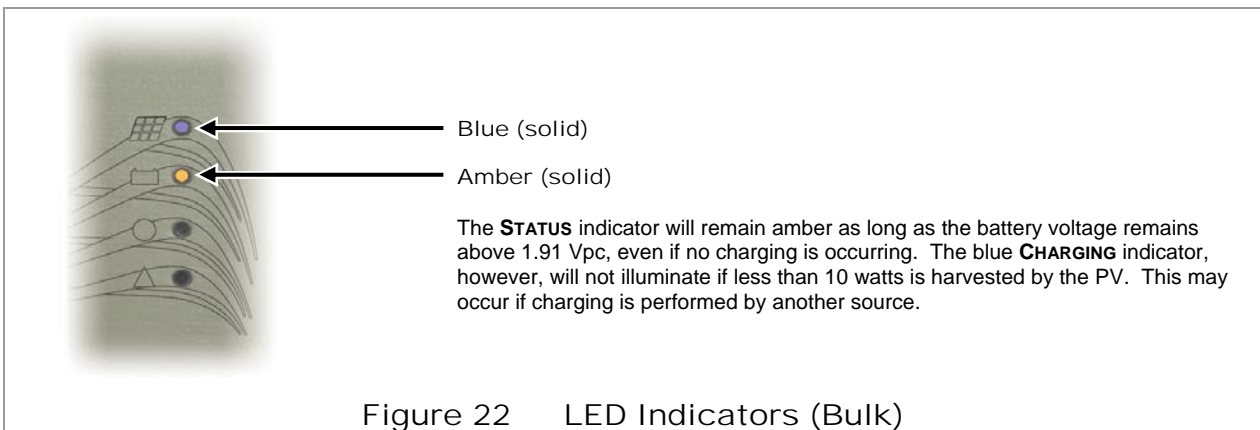 Blue (solid)
Amber (solid)
The STATUS indicator will remain amber as long as the battery voltage remains
above 1.91 Vpc, even if no charging is occurring. The blue CHARGING indicator,
however, will not illuminate if less than 10 watts is harvested by the PV. This may
occur if charging is performed by another source.
Figure 22 LED Indicators (Bulk)